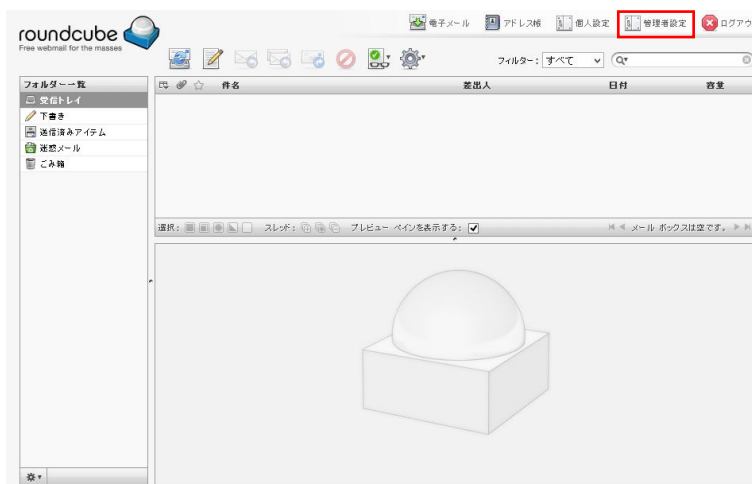 roundcube
Free webmail for the masses
電子メール アドレス帳 個人設定 管理者設定 ログアウ
フィルター: すべて
フォルダー一覧
受信トレイ
下書き
送信済みアイテム
迷惑メール
ごみ箱
件名 差出人 日付 容量
選択: スレッド: プレビュー ペインを表示する: メール ボックスは空です。